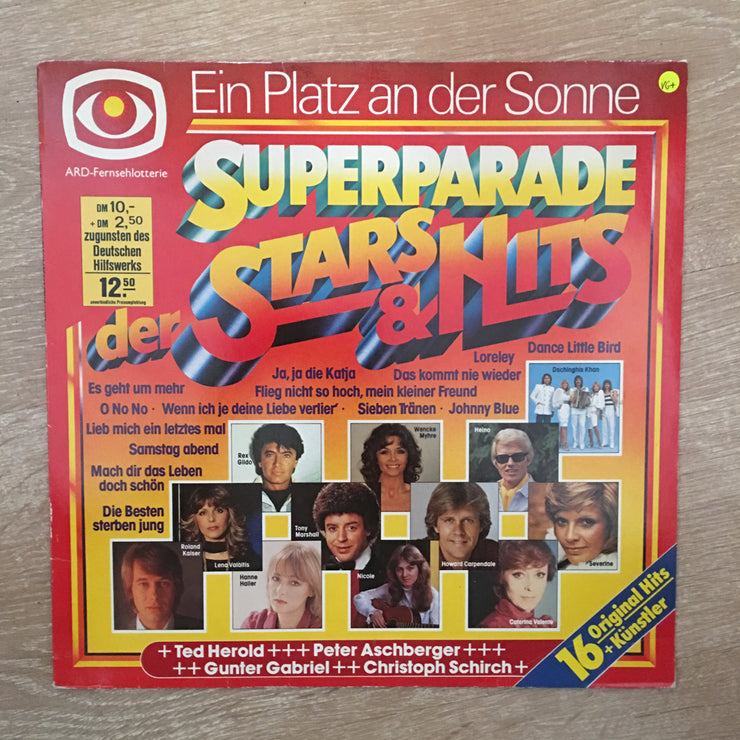 Ein Platz an der Sonne
VG+
ARD-Fernsehlotterie
SUPERPARADE
der STARS
& HITS
DM 10,-
+ DM 2,50
zugunsten des
Deutschen
Hilfswerks
12.50
unverbindliche Preisempfehlung
Loreley
Dance Little Bird
Ja, ja die Katja
Das kommt nie wieder
Es geht um mehr
Flieg nicht so hoch, mein kleiner Freund
O No No · Wenn ich je deine Liebe verlier' · Sieben Tränen · Johnny Blue
Lieb mich ein letztes mal
Samstag abend
Mach dir das Leben
doch schön
Die Besten
sterben jung
Dschinghis Khan
Rex
Gildo
Wencke
Myhre
Heino
Roland
Kaiser
Lena Valaitis
Tony
Marshall
Hanne
Haller
Nicole
Howard Carpendale
Caterina Valente
Severine
16 Original Hits
+ Künstler
+ Ted Herold +++ Peter Aschberger +++
++ Gunter Gabriel ++ Christoph Schirch +